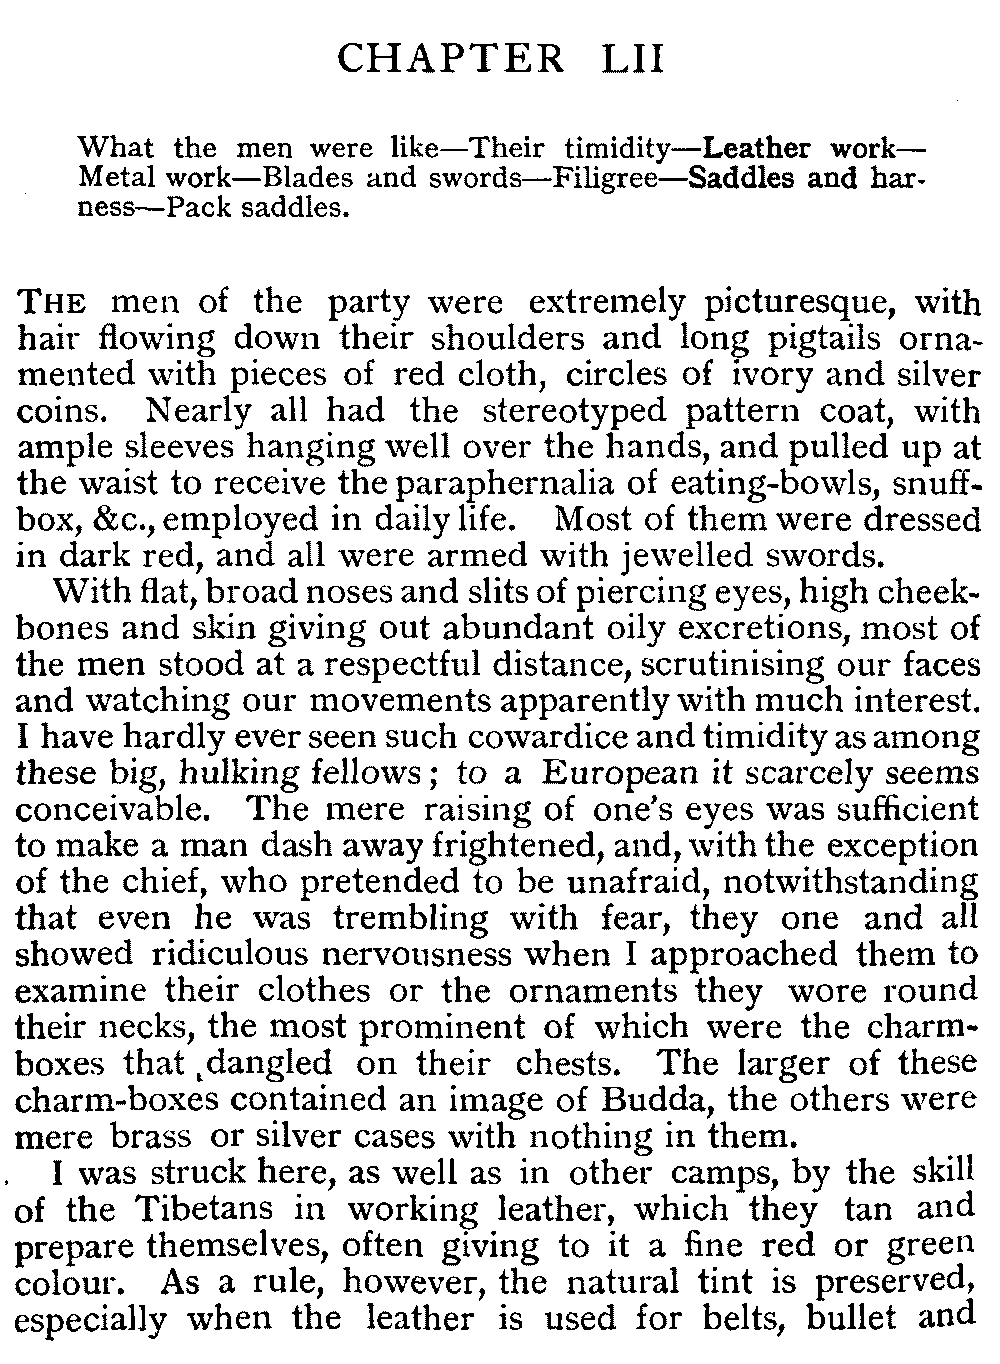 CHAPTER LII
What the men were like—Their timidity—Leather work—
Metal work—Blades and swords—Filigree—Saddles and har-
ness—Pack saddles.
THE men of the party were extremely picturesque, with
hair flowing down their shoulders and long pigtails orna-
mented with pieces of red cloth, circles of ivory and silver
coins. Nearly all had the stereotyped pattern coat, with
ample sleeves hanging well over the hands, and pulled up at
the waist to receive the paraphernalia of eating-bowls, snuff-
box, &c., employed in daily life. Most of them were dressed
in dark red, and all were armed with jewelled swords.
With flat, broad noses and slits of piercing eyes, high cheek-
bones and skin giving out abundant oily excretions, most of
the men stood at a respectful distance, scrutinising our faces
and watching our movements apparently with much interest.
I have hardly ever seen such cowardice and timidity as among
these big, hulking fellows; to a European it scarcely seems
conceivable. The mere raising of one's eyes was sufficient
to make a man dash away frightened, and, with the exception
of the chief, who pretended to be unafraid, notwithstanding
that even he was trembling with fear, they one and all
showed ridiculous nervousness when I approached them to
examine their clothes or the ornaments they wore round
their necks, the most prominent of which were the charm-
boxes that dangled on their chests. The larger of these
charm-boxes contained an image of Budda, the others were
mere brass or silver cases with nothing in them.
I was struck here, as well as in other camps, by the skill
of the Tibetans in working leather, which they tan and
prepare themselves, often giving to it a fine red or green
colour. As a rule, however, the natural tint is preserved,
especially when the leather is used for belts, bullet and